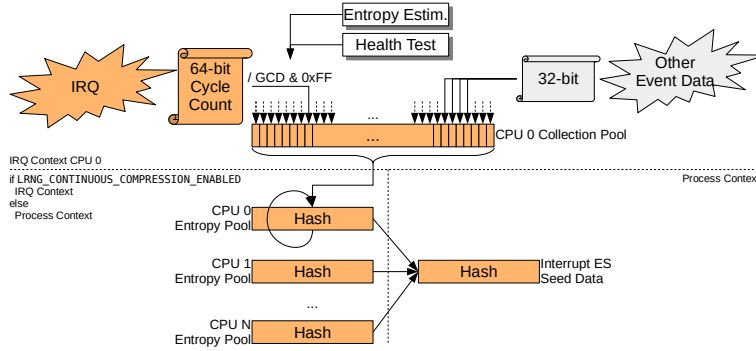 Entropy Estim.
Health Test
IRQ
64-bit
Cycle
Count
/ GCD & 0xFF
...
32-bit
Other
Event Data
...
CPU 0 Collection Pool
IRQ Context CPU 0
if LRNG_CONTINUOUS_COMPRESSION_ENABLED
IRQ Context
else
Process Context
Process Context
CPU 0
Entropy Pool
Hash
CPU 1
Entropy Pool
Hash
Hash
Interrupt ES
Seed Data
...
CPU N
Entropy Pool
Hash